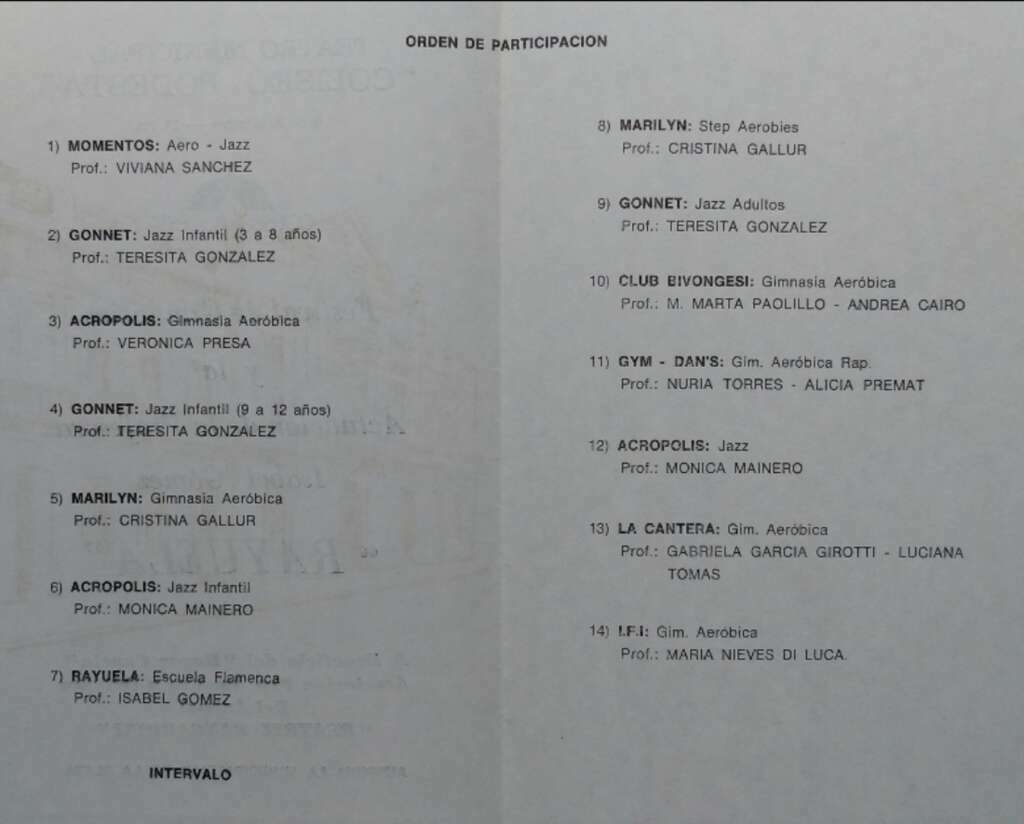 ORDEN DE PARTICIPACION
1) MOMENTOS: Aero - Jazz
Prof.: VIVIANA SANCHEZ
2) GONNET: Jazz Infantil (3 a 8 años)
Prof.: TERESITA GONZALEZ
3) ACROPOLIS: Gimnasia Aeróbica
Prof.: VERONICA PRESA
4) GONNET: Jazz Infantil (9 a 12 años)
Prof.: TERESITA GONZALEZ
5) MARILYN: Gimnasia Aeróbica
Prof.: CRISTINA GALLUR
6) ACROPOLIS: Jazz Infantil
Prof.: MONICA MAINERO
7) RAYUELA: Escuela Flamenca
Prof.: ISABEL GOMEZ
INTERVALO
8) MARILYN: Step Aerobies
Prof.: CRISTINA GALLUR
9) GONNET: Jazz Adultos
Prof.: TERESITA GONZALEZ
10) CLUB BIVONGESI: Gimnasia Aeróbica
Prof.: M. MARTA PAOLILLO - ANDREA CAIRO
11) GYM - DAN'S: Gim. Aeróbica Rap.
Prof.: NURIA TORRES - ALICIA PREMAT
12) ACROPOLIS: Jazz
Prof.: MONICA MAINERO
13) LA CANTERA: Gim. Aeróbica
Prof.: GABRIELA GARCIA GIROTTI - LUCIANA
TOMAS
14) I.F.I: Gim. Aeróbica
Prof.: MARIA NIEVES DI LUCA.